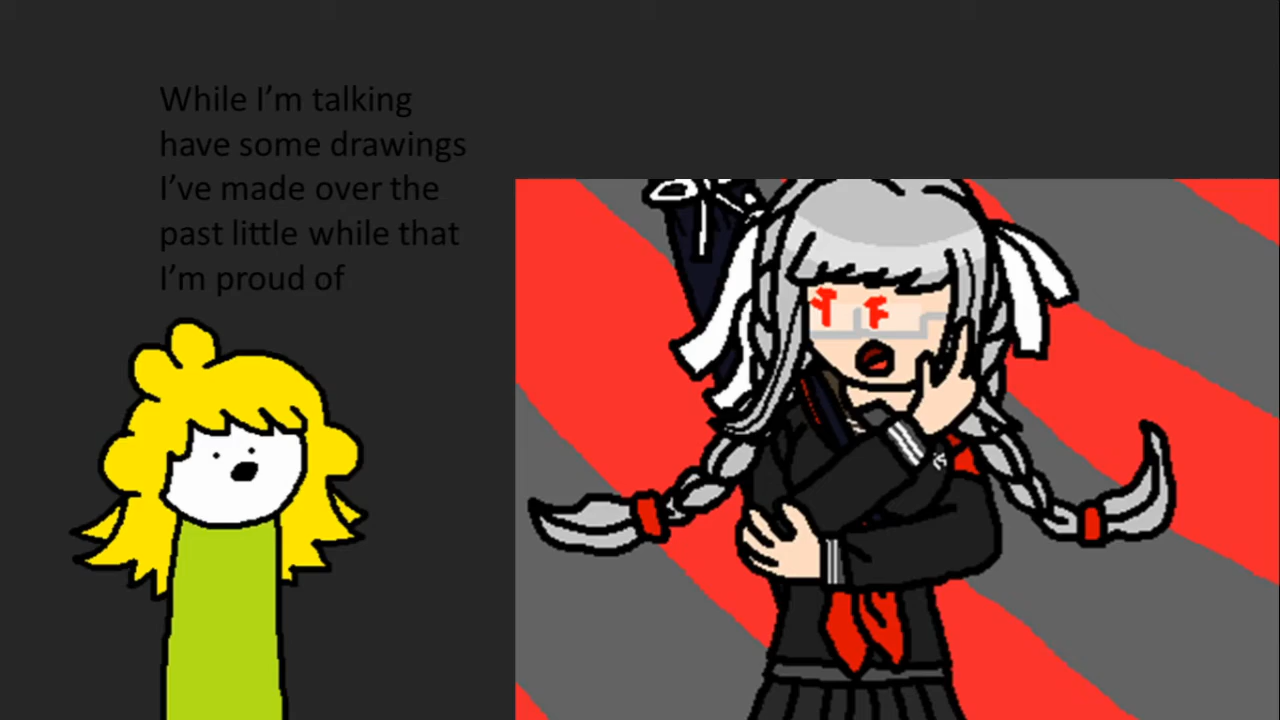 While I’m talking
have some drawings
I’ve made over the
past little while that
I’m proud of